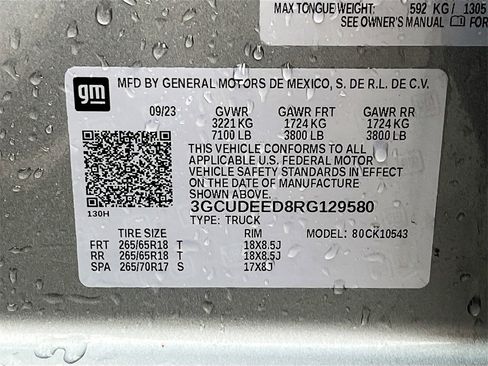 MAX TONGUE WEIGHT: 592 KG / 1305
SEE OWNER'S MANUAL FOR
gm
MFD BY GENERAL MOTORS DE MEXICO, S. DE R.L. DE C.V.
09/23 GVWR GAWR FRT GAWR RR
3221 KG 1724 KG 1724 KG
7100 LB 3800 LB 3800 LB
THIS VEHICLE CONFORMS TO ALL
APPLICABLE U.S. FEDERAL MOTOR
VEHICLE SAFETY STANDARDS IN EFFECT
ON THE DATE OF MANUFACTURE
SHOWN ABOVE.
130H 3GCUDEED8RG129580
TYPE: TRUCK
TIRE SIZE RIM MODEL: 80CK10543
FRT 265/65R18 T 18X8.5J
RR 265/65R18 T 18X8.5J
SPA 265/70R17 S 17X8J